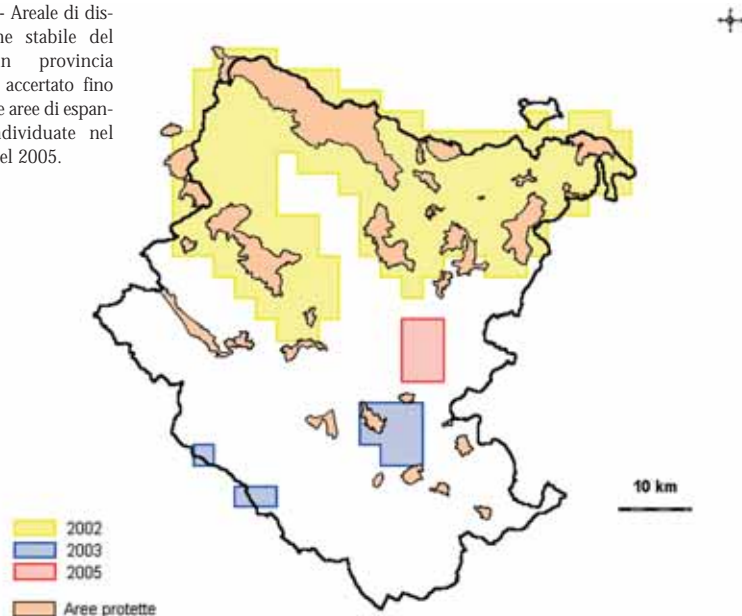 - Areale di dis-
ne stabile del
n provincia
accertato fino
e aree di espan-
dividuate nel
el 2005.
10 km
2002
2003
2005
Aree protette